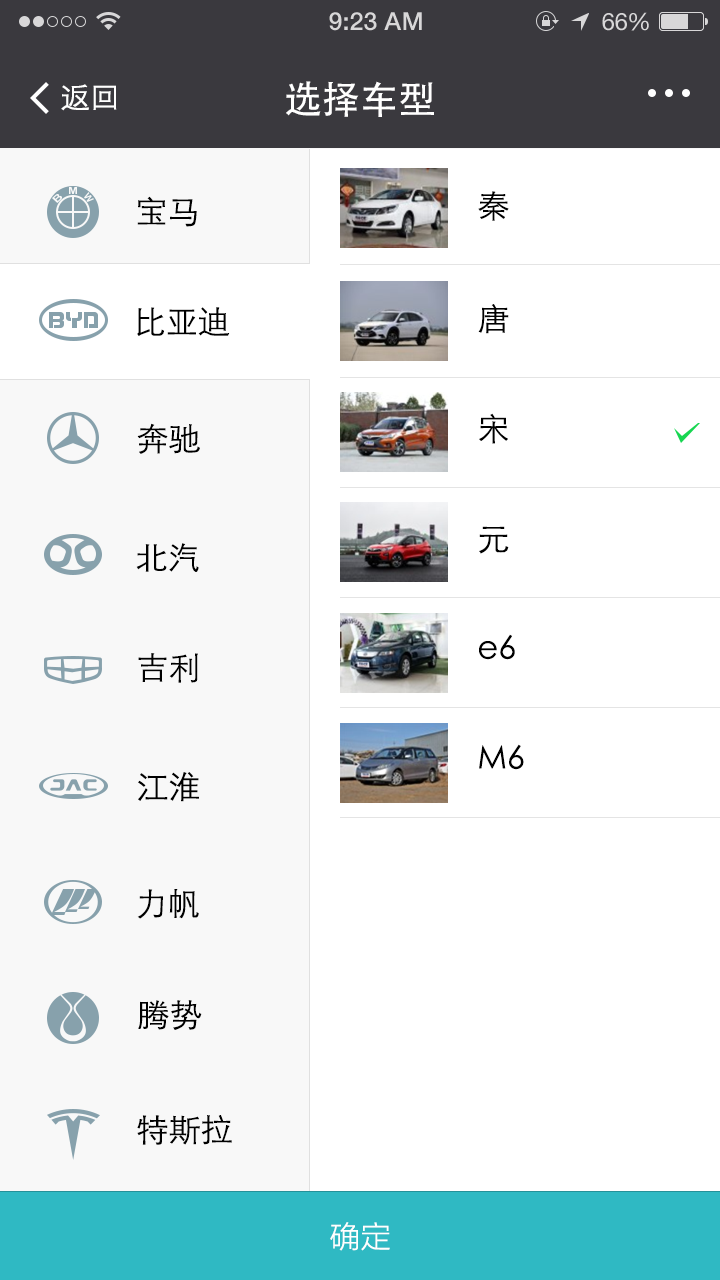 9:23 AM 66%
返回 选择车型
BMW 宝马
BYD 比亚迪
奔驰
北汽
吉利
JAC 江淮
力帆
腾势
特斯拉
秦
唐
宋
元
e6
M6
确定